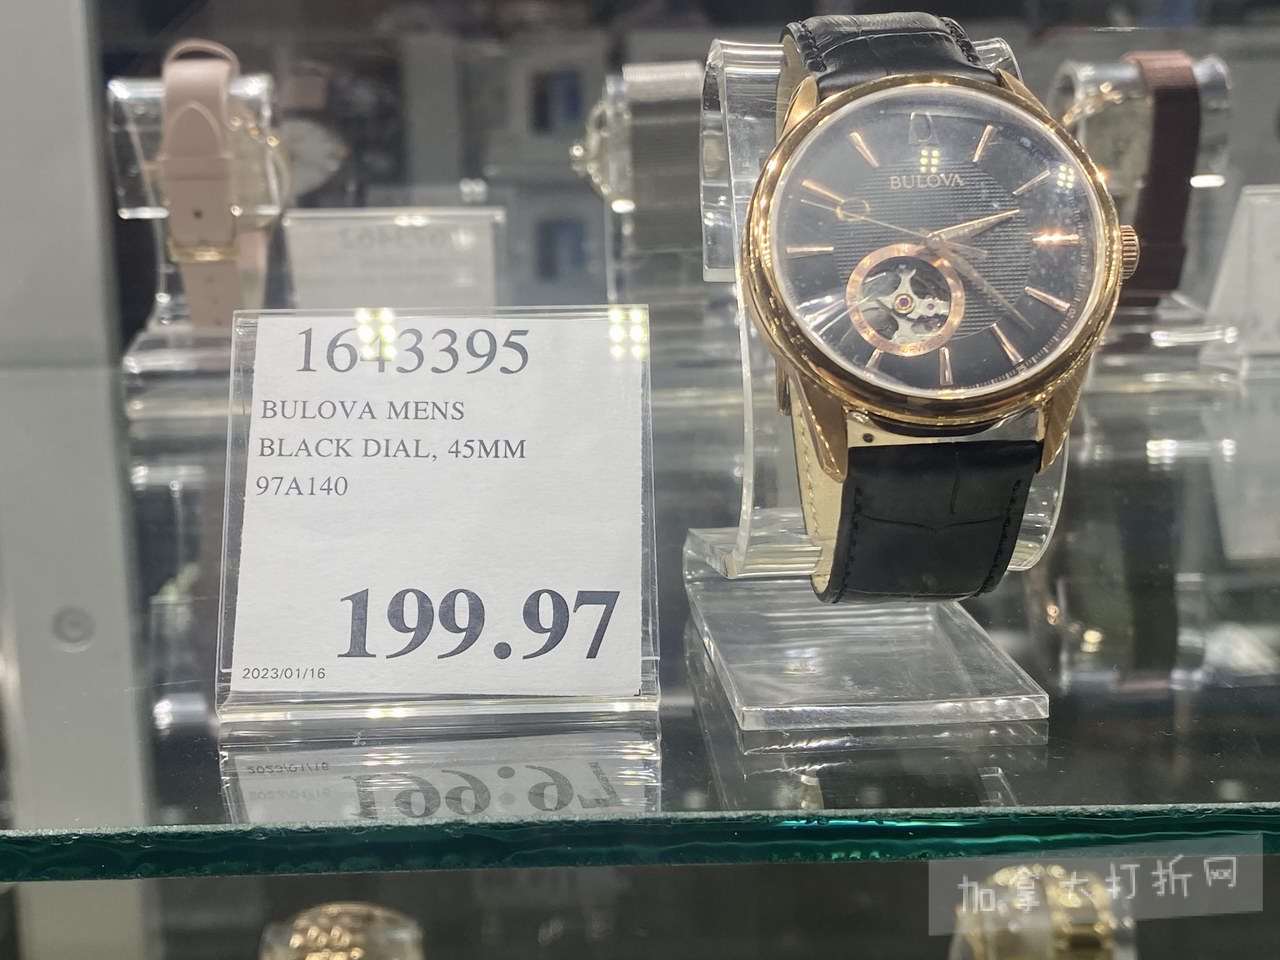 BULOVA
1643395
BULOVA MENS
BLACK DIAL, 45MM
97A140
199.97
2023/01/16
加拿大打折网